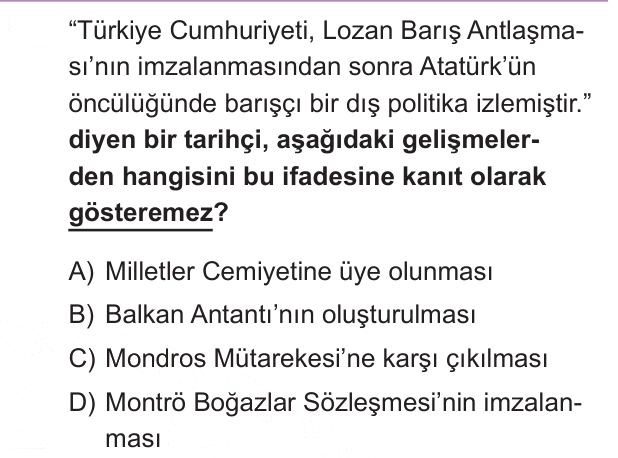 “Türkiye Cumhuriyeti, Lozan Barış Antlaşma-
sı’nın imzalanmasından sonra Atatürk’ün
öncülüğünde barışçı bir dış politika izlemiştir.”
diyen bir tarihçi, aşağıdaki gelişmeler-
den hangisini bu ifadesine kanıt olarak
gösteremez?
A) Milletler Cemiyetine üye olunması
B) Balkan Antantı’nın oluşturulması
C) Mondros Mütarekesi’ne karşı çıkılması
D) Montrö Boğazlar Sözleşmesi’nin imzalan-
ması